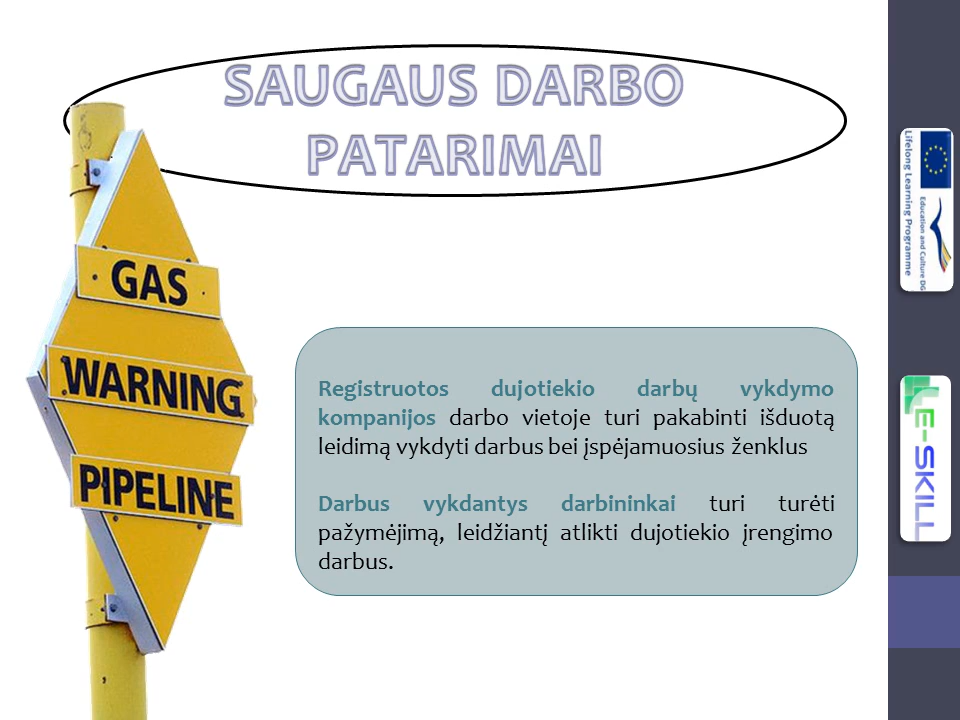 SAUGAUS DARBO
PATARIMAI
GAS
WARNING
PIPELINE
Registruotos dujotiekio darbų vykdymo
kompanijos darbo vietoje turi pakabinti išduotą
leidimą vykdyti darbus bei įspėjamuosius ženklus
Darbus vykdantys darbininkai turi turėti
pažymėjimą, leidžiantį atlikti dujotiekio įrengimo
darbus.
Education and Culture DG
Lifelong Learning Programme
E-SKILL